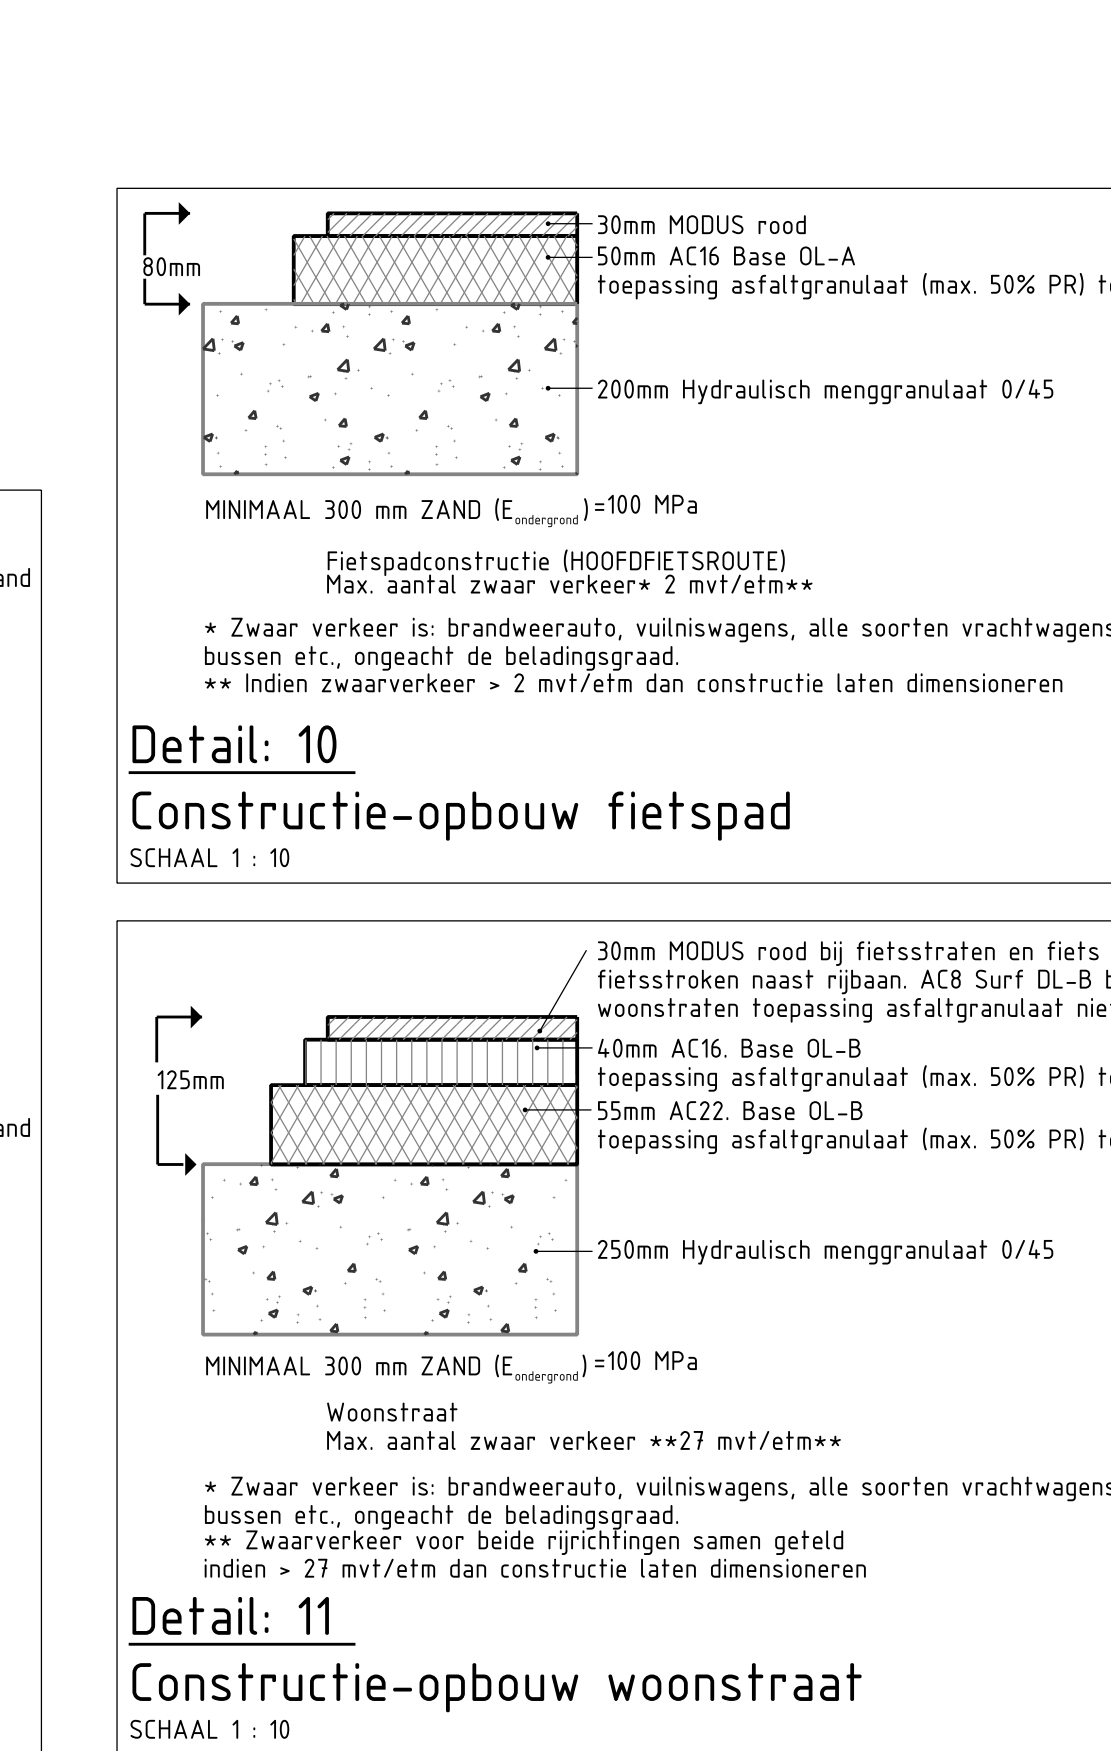 30mm MODUS rood
50mm AC16 Base OL-A
toepassing asfaltgranulaat (max. 50% PR)
80mm
200mm Hydraulisch menggranulaat 0/45
MINIMAAL 300 mm ZAND (Eondergrond)=100 MPa
Fietspadconstructie (HOOFDFIETSROUTE)
Max. aantal zwaar verkeer* 2 mvt/etm**
* Zwaar verkeer is: brandweerauto, vuilniswagens, alle soorten vrachtwagens
bussen etc., ongeacht de beladingsgraad.
** Indien zwaarverkeer > 2 mvt/etm dan constructie laten dimensioneren
Detail: 10
Constructie-opbouw fietspad
SCHAAL 1 : 10
and
and
30mm MODUS rood bij fietsstraten en fiets
fietsstroken naast rijbaan. AC8 Surf DL-B
woonstraten toepassing asfaltgranulaat
40mm AC16. Base OL-B
toepassing asfaltgranulaat (max. 50% PR)
125mm
55mm AC22. Base OL-B
toepassing asfaltgranulaat (max. 50% PR)
250mm Hydraulisch menggranulaat 0/45
MINIMAAL 300 mm ZAND (Eondergrond)=100 MPa
Woonstraat
Max. aantal zwaar verkeer **27 mvt/etm**
* Zwaar verkeer is: brandweerauto, vuilniswagens, alle soorten vrachtwagens
bussen etc., ongeacht de beladingsgraad.
** Zwaarverkeer voor beide rijrichtingen samen geteld
indien > 27 mvt/etm dan constructie laten dimensioneren
Detail: 11
Constructie-opbouw woonstraat
SCHAAL 1 : 10